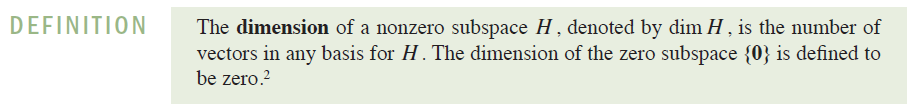 DEFINITION
The dimension of a nonzero subspace H, denoted by dim H, is the number of
vectors in any basis for H. The dimension of the zero subspace {0} is defined to
be zero.²